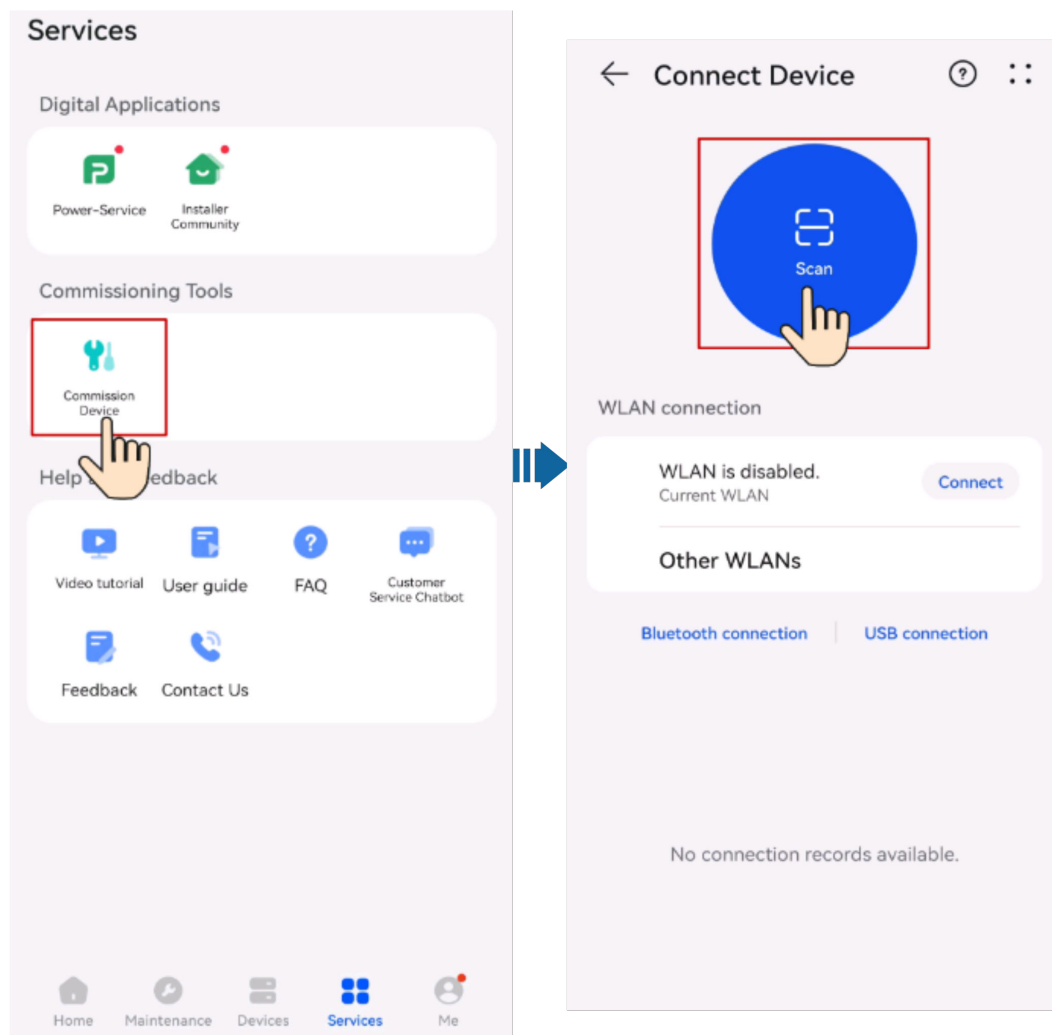 Services
Digital Applications
Power-Service
Installer
Community
Commissioning Tools
Commission
Device
Help edback
Video tutorial
User guide
FAQ
Customer
Service Chatbot
Feedback
Contact Us
Home
Maintenance
Devices
Services
Me
Connect Device
Scan
WLAN connection
WLAN is disabled.
Current WLAN
Connect
Other WLANs
Bluetooth connection
USB connection
No connection records available.